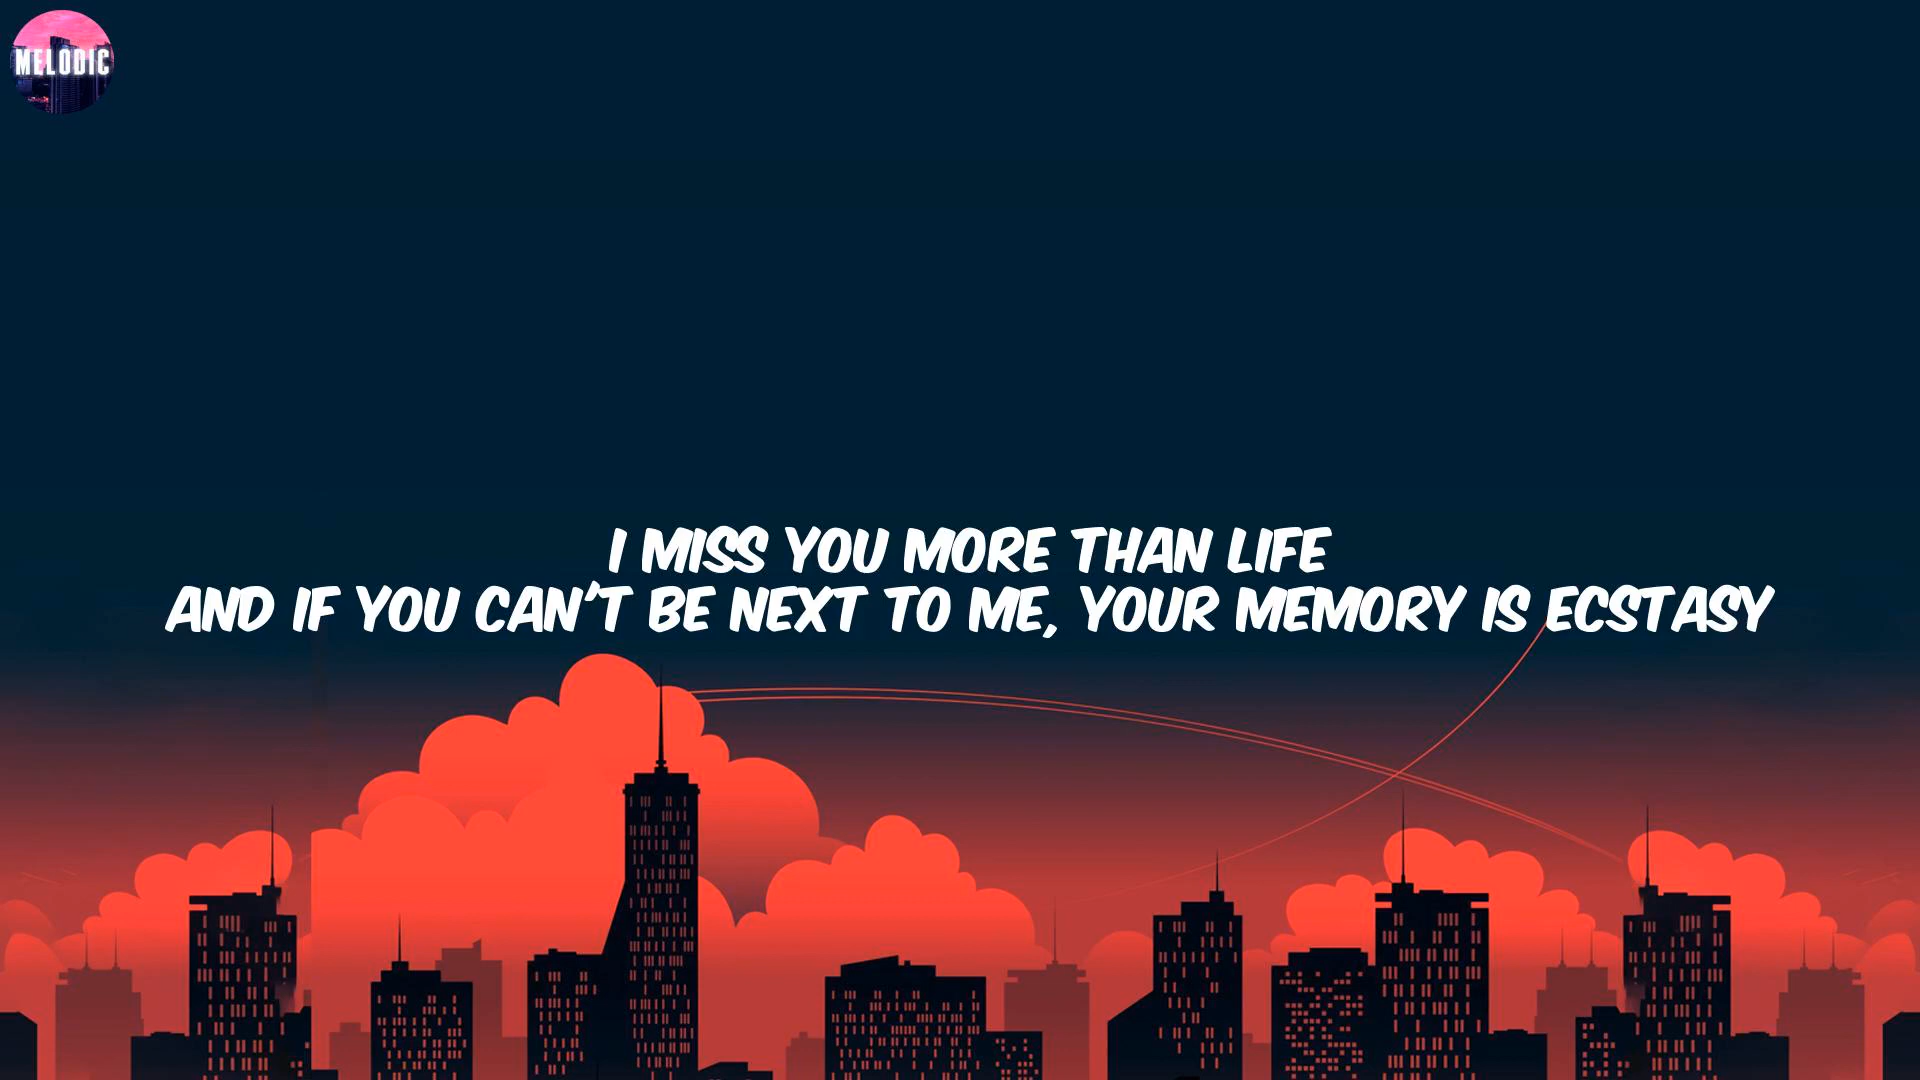 MELODIC
I MISS YOU MORE THAN LIFE
AND IF YOU CAN'T BE NEXT TO ME, YOUR MEMORY IS ECSTASY